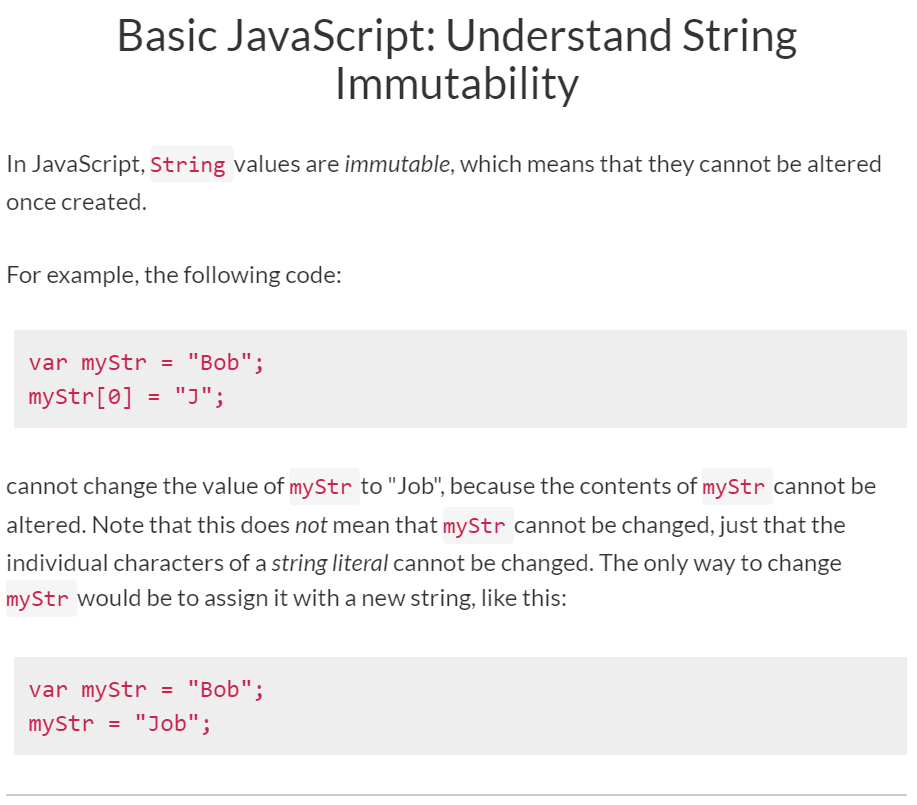 Basic JavaScript: Understand String
Immutability
In JavaScript, String values are immutable, which means that they cannot be altered
once created.
For example, the following code:
var myStr = "Bob";
myStr[0] = "J";
cannot change the value of myStr to "Job", because the contents of myStr cannot be
altered. Note that this does not mean that myStr cannot be changed, just that the
individual characters of a string literal cannot be changed. The only way to change
myStr would be to assign it with a new string, like this:
var myStr = "Bob";
myStr = "Job";